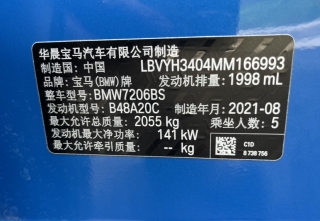 华晨宝马汽车有限公司制造
制造国：中国 LBVYH3404MM166993
品牌：宝马(BMW)牌 发动机排量：1998 mL
整车型号：BMW7206BS
发动机型号：B48A20C 制造年月：2021-08
最大允许总质量：2055 kg 乘坐人数：5
发动机最大净功率：141 kW
最大允许牵引质量：-- kg
C1D
8 738 756